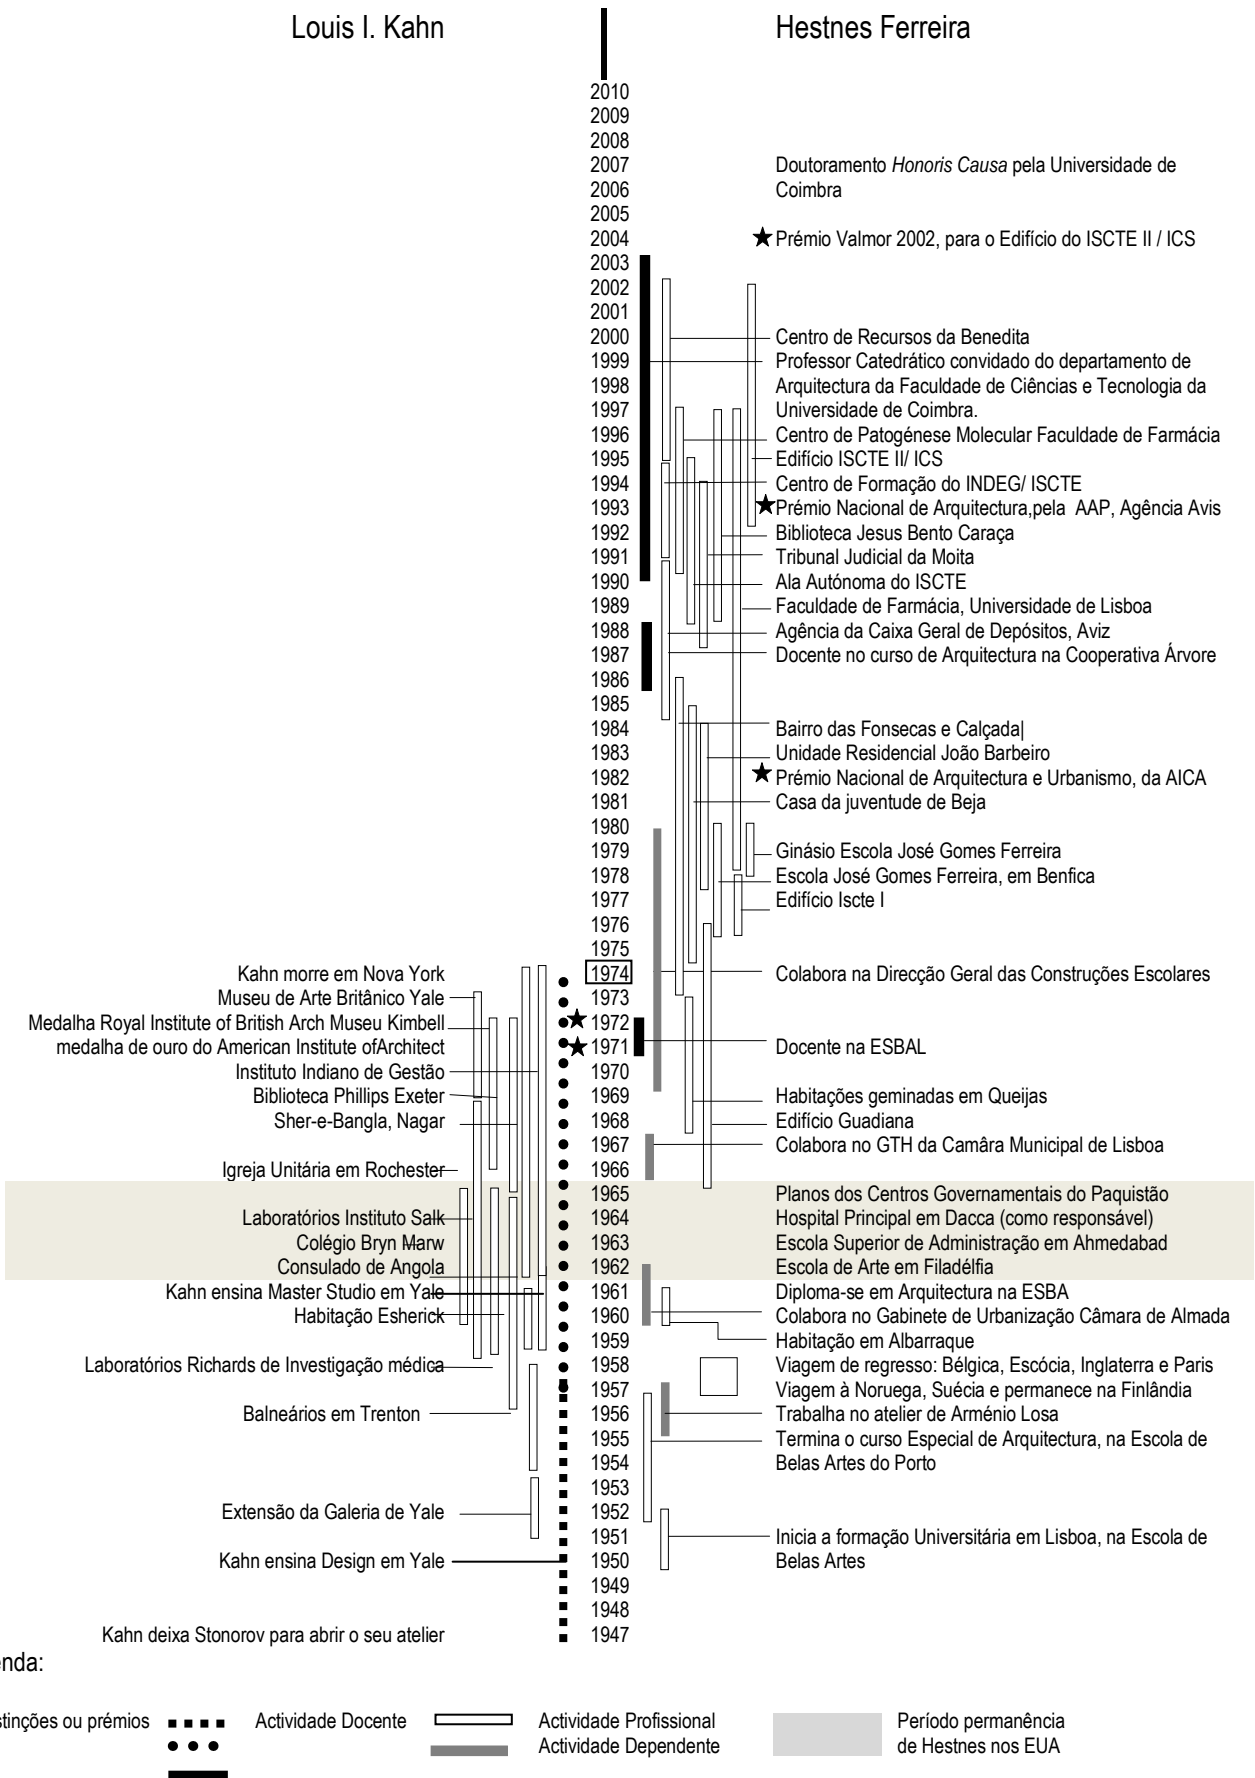 Louis I. Kahn
Hestnes Ferreira
2010
2009
2008
2007 Doutoramento Honoris Causa pela Universidade de
2006 Coimbra
2005
2004 Prémio Valmor 2002, para o Edifício do ISCTE II / ICS
2003
2002
2001
2000 Centro de Recursos da Benedita
1999 Professor Catedrático convidado do departamento de
1998 Arquitectura da Faculdade de Ciências e Tecnologia da
1997 Universidade de Coimbra.
1996 Centro de Patogénese Molecular Faculdade de Farmácia
1995 Edifício ISCTE II/ ICS
1994 Centro de Formação do INDEG/ ISCTE
1993 Prémio Nacional de Arquitectura,pela AAP, Agência Avis
1992 Biblioteca Jesus Bento Caraça
1991 Tribunal Judicial da Moita
1990 Ala Autónoma do ISCTE
1989 Faculdade de Farmácia, Universidade de Lisboa
1988 Agência da Caixa Geral de Depósitos, Aviz
1987 Docente no curso de Arquitectura na Cooperativa Árvore
1986
1985
1984 Bairro das Fonsecas e Calçada|
1983 Unidade Residencial João Barbeiro
1982 Prémio Nacional de Arquitectura e Urbanismo, da AICA
1981 Casa da juventude de Beja
1980
1979 Ginásio Escola José Gomes Ferreira
1978 Escola José Gomes Ferreira, em Benfica
1977 Edifício Iscte I
1976
1975
Kahn morre em Nova York 1974 Colabora na Direcção Geral das Construções Escolares
Museu de Arte Britânico Yale 1973
Medalha Royal Institute of British Arch Museu Kimbell 1972
medalha de ouro do American Institute ofArchitect 1971 Docente na ESBAL
Instituto Indiano de Gestão 1970
Biblioteca Phillips Exeter 1969 Habitações geminadas em Queijas
Sher-e-Bangla, Nagar 1968 Edifício Guadiana
1967 Colabora no GTH da Camâra Municipal de Lisboa
Igreja Unitária em Rochester 1966
1965 Planos dos Centros Governamentais do Paquistão
Laboratórios Instituto Salk 1964 Hospital Principal em Dacca (como responsável)
Colégio Bryn Marw 1963 Escola Superior de Administração em Ahmedabad
Consulado de Angola 1962 Escola de Arte em Filadélfia
Kahn ensina Master Studio em Yale 1961 Diploma-se em Arquitectura na ESBA
Habitação Esherick 1960 Colabora no Gabinete de Urbanização Câmara de Almada
1959 Habitação em Albarraque
Laboratórios Richards de Investigação médica 1958 Viagem de regresso: Bélgica, Escócia, Inglaterra e Paris
1957 Viagem à Noruega, Suécia e permanece na Finlândia
Balneários em Trenton 1956 Trabalha no atelier de Arménio Losa
1955 Termina o curso Especial de Arquitectura, na Escola de
1954 Belas Artes do Porto
1953
Extensão da Galeria de Yale 1952
1951 Inicia a formação Universitária em Lisboa, na Escola de
Kahn ensina Design em Yale 1950 Belas Artes
1949
1948
Kahn deixa Stonorov para abrir o seu atelier 1947
enda:
stinções ou prémios Actividade Docente Actividade Profissional Período permanência
Actividade Dependente de Hestnes nos EUA